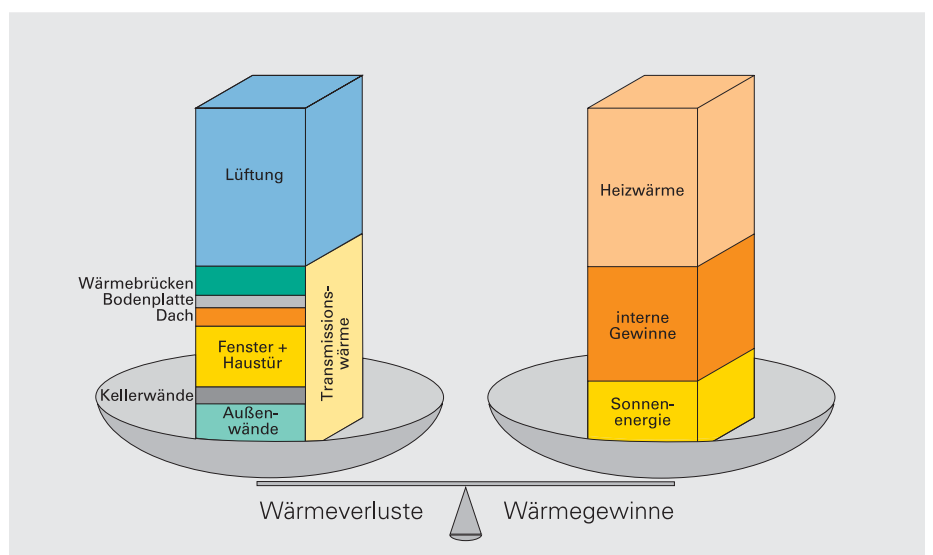 Lüftung
Wärmebrücken
Bodenplatte
Dach
Fenster +
Haustür
Kellerwände
Außen-
wände
Transmissions-
wärme
Heizwärme
interne
Gewinne
Sonnen-
energie
Wärmeverluste
Wärmegewinne